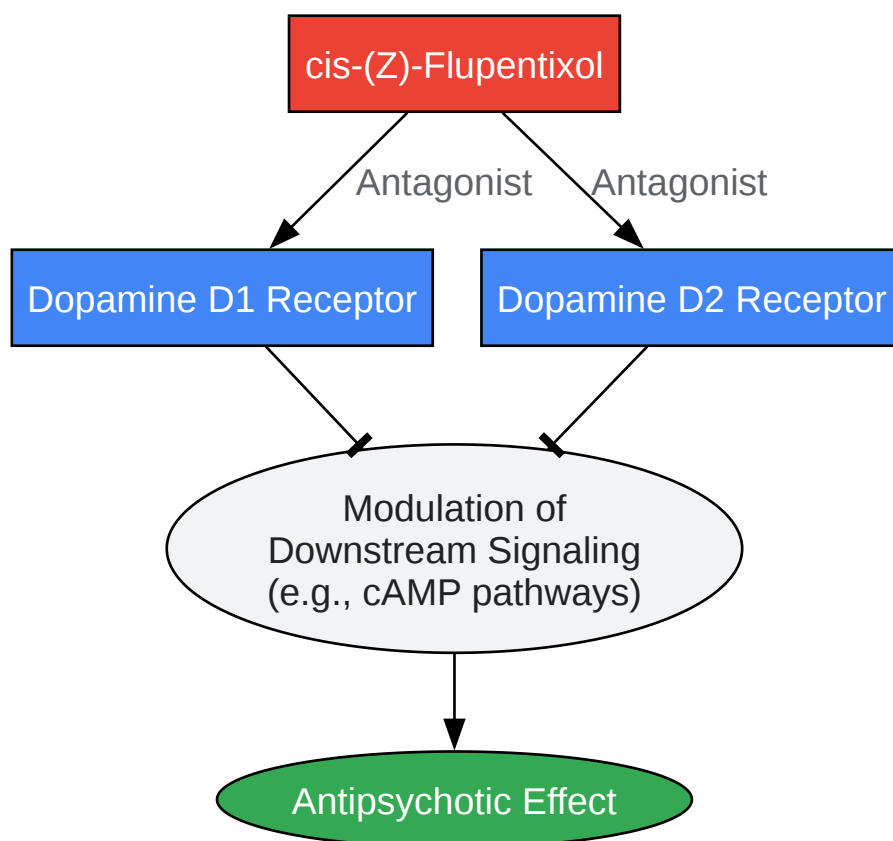 cis-(Z)-Flupentixol
Antagonist
Antagonist
Dopamine D1 Receptor
Dopamine D2 Receptor
Modulation of
Downstream Signaling
(e.g., cAMP pathways)
Antipsychotic Effect